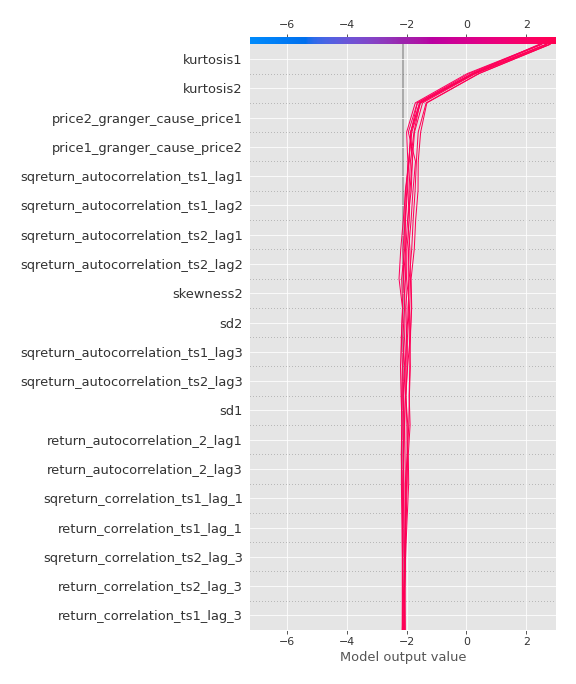 −6 −4 −2 0 2
kurtosis1
kurtosis2
price2_granger_cause_price1
price1_granger_cause_price2
sqreturn_autocorrelation_ts1_lag1
sqreturn_autocorrelation_ts1_lag2
sqreturn_autocorrelation_ts2_lag1
sqreturn_autocorrelation_ts2_lag2
skewness2
sd2
sqreturn_autocorrelation_ts1_lag3
sqreturn_autocorrelation_ts2_lag3
sd1
return_autocorrelation_2_lag1
return_autocorrelation_2_lag3
sqreturn_correlation_ts1_lag_1
return_correlation_ts1_lag_1
sqreturn_correlation_ts2_lag_3
return_correlation_ts2_lag_3
return_correlation_ts1_lag_3
−6 −4 −2 0 2
Model output value